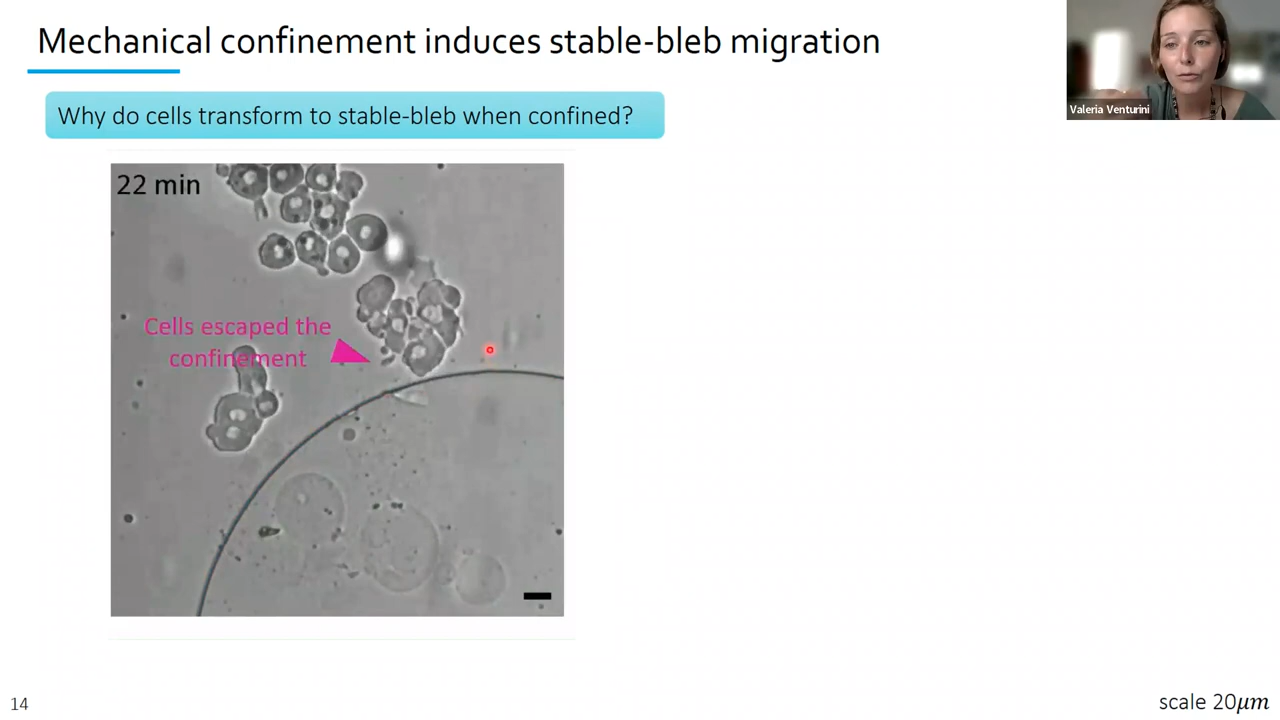 Mechanical confinement induces stable-bleb migration
Valeria Venturini
Why do cells transform to stable-bleb when confined?
22 min
Cells escaped the
confinement
14
scale 20𝜇𝑚